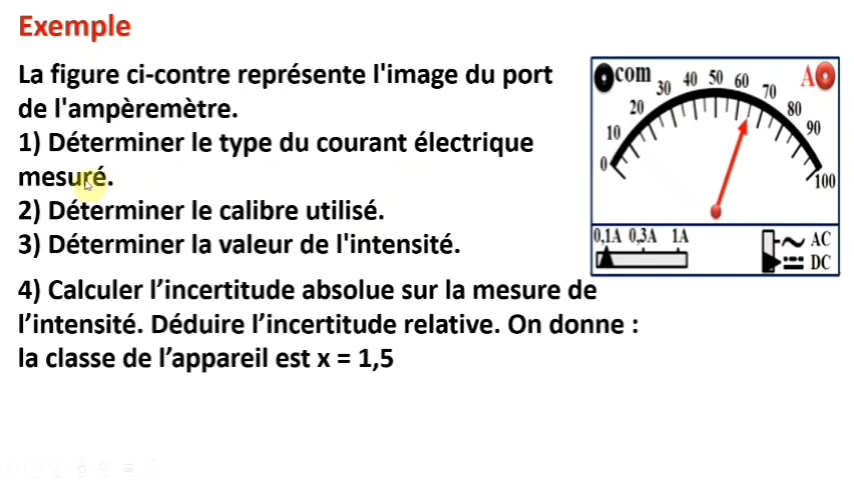 Exemple
La figure ci-contre représente l'image du port
de l'ampèremètre.
1) Déterminer le type du courant électrique
mesuré.
2) Déterminer le calibre utilisé.
3) Déterminer la valeur de l'intensité.
4) Calculer l’incertitude absolue sur la mesure de
l’intensité. Déduire l’incertitude relative. On donne :
la classe de l’appareil est x = 1,5
com A
0 10 20 30 40 50 60 70 80 90 100
0,1A 0,3A 1A
AC
DC